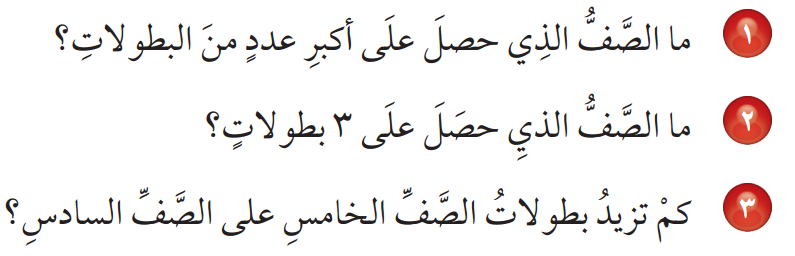 ١ ما الصَّفُّ الذِي حصلَ علَى أكبرِ عددٍ منَ البطولاتِ؟
٢ ما الصَّفُّ الذيِ حصَلَ علَى ٣ بطولاتٍ؟
٣ كمْ تزيدُ بطولاتُ الصَّفِّ الخامسِ على الصَّفِّ السادسِ؟